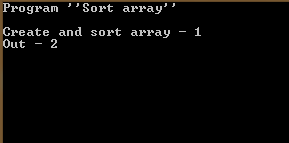 Program ''Sort array''
Create and sort array - 1
Out - 2